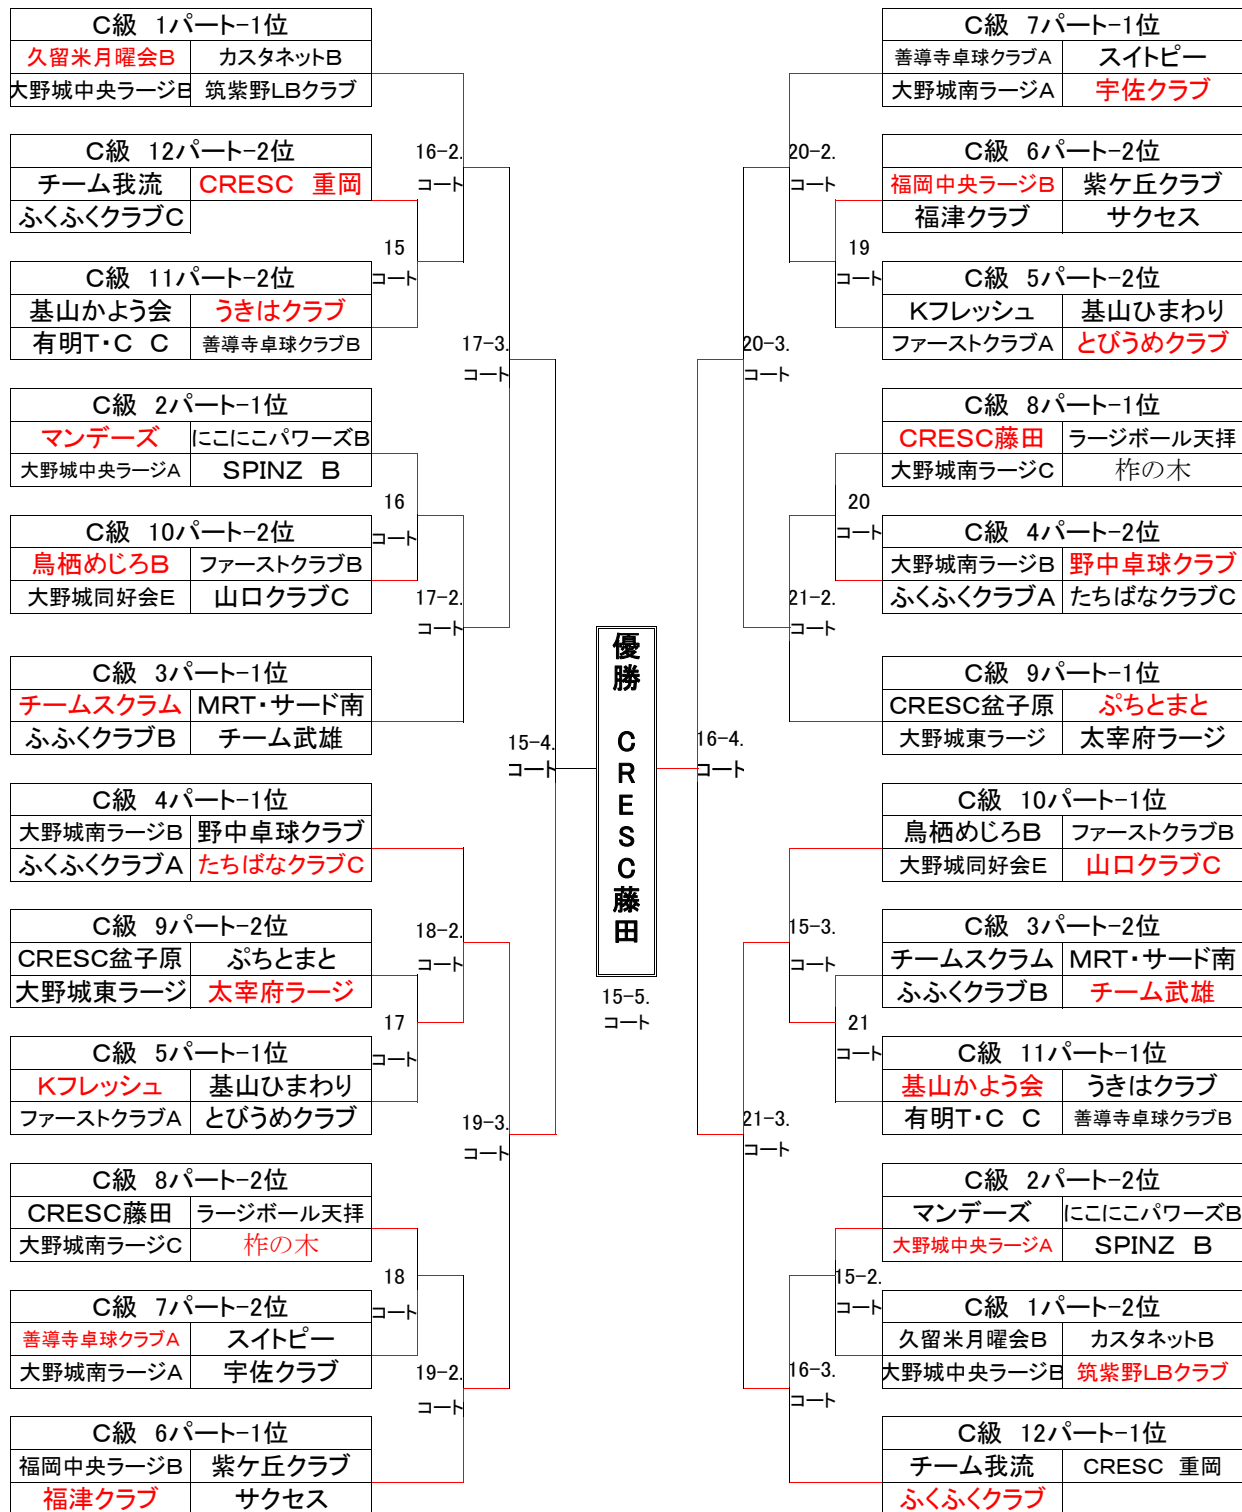 C級 1パート-1位
久留米月曜会B カスタネットB
大野城中央ラージB 筑紫野LBクラブ
C級 12パート-2位
チーム我流 CRESC 重岡
ふくふくクラブC
C級 11パート-2位
基山かよう会 うきはクラブ
有明T・C C 善導寺卓球クラブB
C級 2パート-1位
マンデーズ にこにこパワーズB
大野城中央ラージA SPINZ B
C級 10パート-2位
鳥栖めじろB ファーストクラブB
大野城同好会E 山口クラブC
C級 3パート-1位
チームスクラム MRT・サード南
ふふくクラブB チーム武雄
C級 4パート-1位
大野城南ラージB 野中卓球クラブ
ふくふくクラブA たちばなクラブC
C級 9パート-2位
CRESC盆子原 ぷちとまと
大野城東ラージ 太宰府ラージ
C級 5パート-1位
Kフレッシュ 基山ひまわり
ファーストクラブA とびうめクラブ
C級 8パート-2位
CRESC藤田 ラージボール天拝
大野城南ラージC 柞の木
C級 7パート-2位
善導寺卓球クラブA スイトピー
大野城南ラージA 宇佐クラブ
C級 6パート-1位
福岡中央ラージB 紫ケ丘クラブ
福津クラブ サクセス
16-2.
コート
15
コート
17-3.
コート
16
コート
17-2.
コート
15-4.
コート
18-2.
コート
17
コート
19-3.
コート
18
コート
19-2.
コート
優勝 CRESC藤田
15-5.
コート
20-2.
コート
19
コート
20-3.
コート
20
コート
21-2.
コート
16-4.
コート
15-3.
コート
21
コート
21-3.
コート
15-2.
コート
16-3.
コート
C級 7パート-1位
善導寺卓球クラブA スイトピー
大野城南ラージA 宇佐クラブ
C級 6パート-2位
福岡中央ラージB 紫ケ丘クラブ
福津クラブ サクセス
C級 5パート-2位
Kフレッシュ 基山ひまわり
ファーストクラブA とびうめクラブ
C級 8パート-1位
CRESC藤田 ラージボール天拝
大野城南ラージC 柞の木
C級 4パート-2位
大野城南ラージB 野中卓球クラブ
ふくふくクラブA たちばなクラブC
C級 9パート-1位
CRESC盆子原 ぷちとまと
大野城東ラージ 太宰府ラージ
C級 10パート-1位
鳥栖めじろB ファーストクラブB
大野城同好会E 山口クラブC
C級 3パート-2位
チームスクラム MRT・サード南
ふふくクラブB チーム武雄
C級 11パート-1位
基山かよう会 うきはクラブ
有明T・C C 善導寺卓球クラブB
C級 2パート-2位
マンデーズ にこにこパワーズB
大野城中央ラージA SPINZ B
C級 1パート-2位
久留米月曜会B カスタネットB
大野城中央ラージB 筑紫野LBクラブ
C級 12パート-1位
チーム我流 CRESC 重岡
ふくふくクラブ